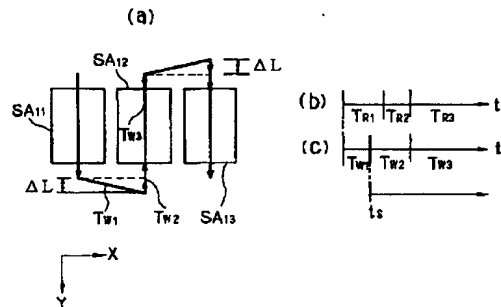 (a)
SA12
ΔL
SA11
TW3
ΔL
TW1
TW2
SA13
X
Y
(b)
TR1 TR2 TR3 t
(c)
TW1 TW2 TW3 t
ts